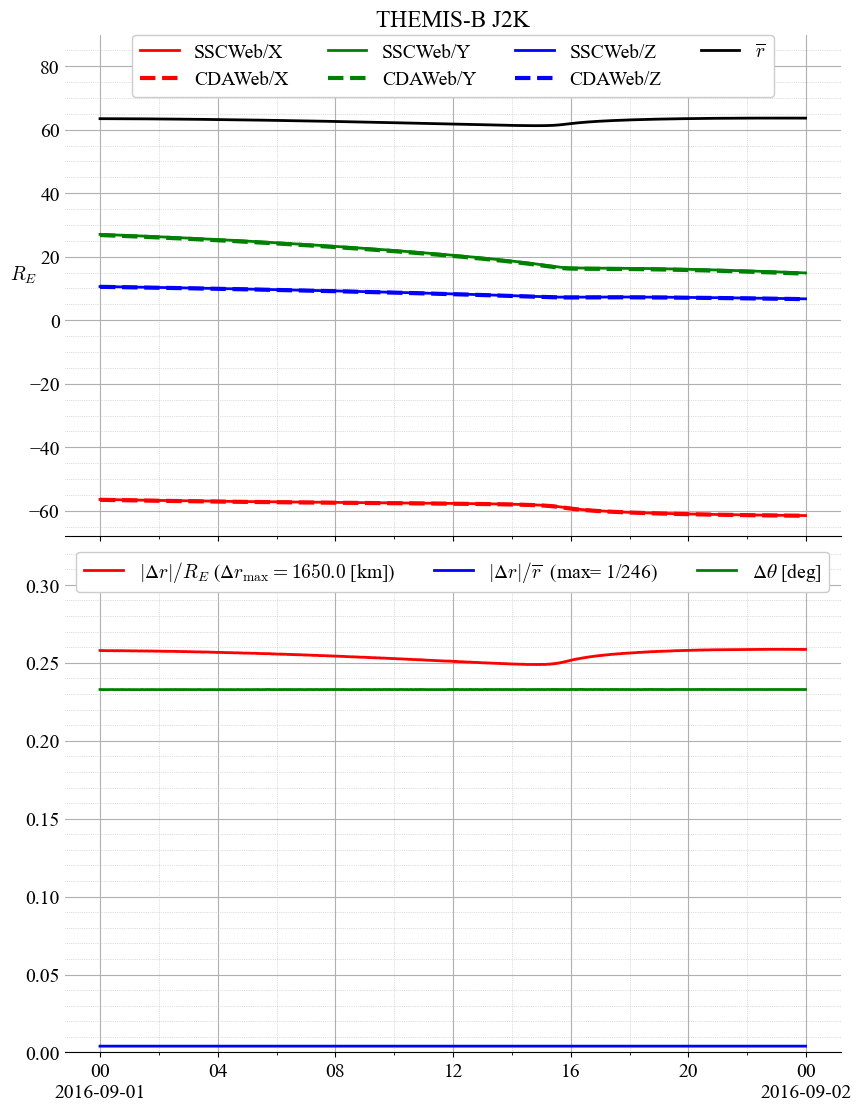 THEMIS-B J2K
SSCWeb/X SSCWeb/Y SSCWeb/Z r̅
CDAWeb/X CDAWeb/Y CDAWeb/Z
80
60
40
20
R_E
0
−20
−40
−60
|Δr|/R_E (Δr_max = 1650.0 [km]) |Δr|/r̅ (max= 1/246) Δθ [deg]
0.30
0.25
0.20
0.15
0.10
0.05
0.00
00 04 08 12 16 20 00
2016-09-01 2016-09-02